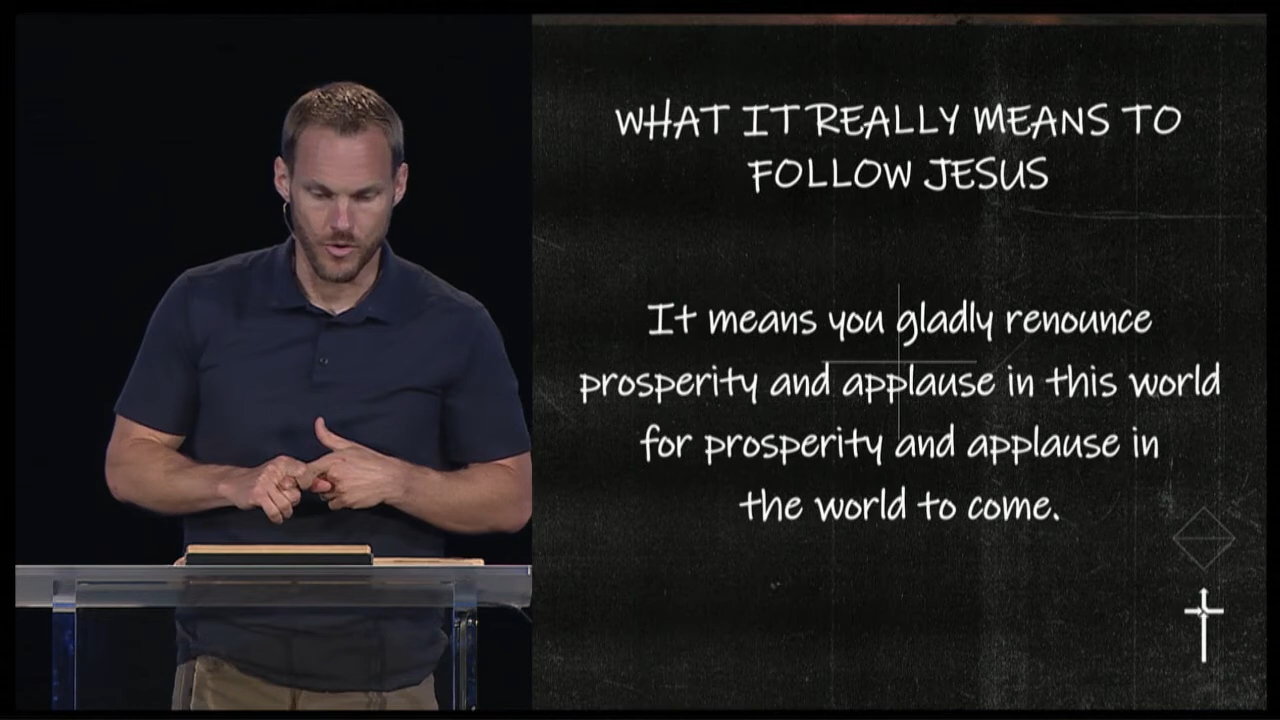 WHAT IT REALLY MEANS TO
FOLLOW JESUS
It means you gladly renounce
prosperity and applause in this world
for prosperity and applause in
the world to come.